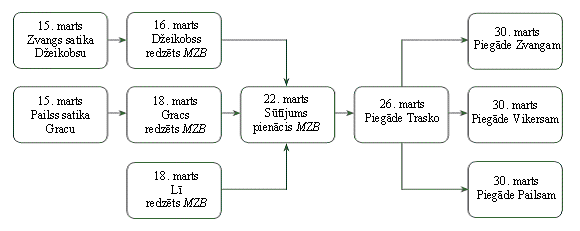 15. marts
Zvangs satika
Džeikobsu
16. marts
Džeikobss
redzēts MZB
30. marts
Piegāde Zvangam
15. marts
Pailss satika
Gracu
18. marts
Gracs
redzēts MZB
22. marts
Sūtījums
pienācis MZB
26. marts
Piegāde Trasko
30. marts
Piegāde Vikersam
18. marts
Lī
redzēts MZB
30. marts
Piegāde Pailsam